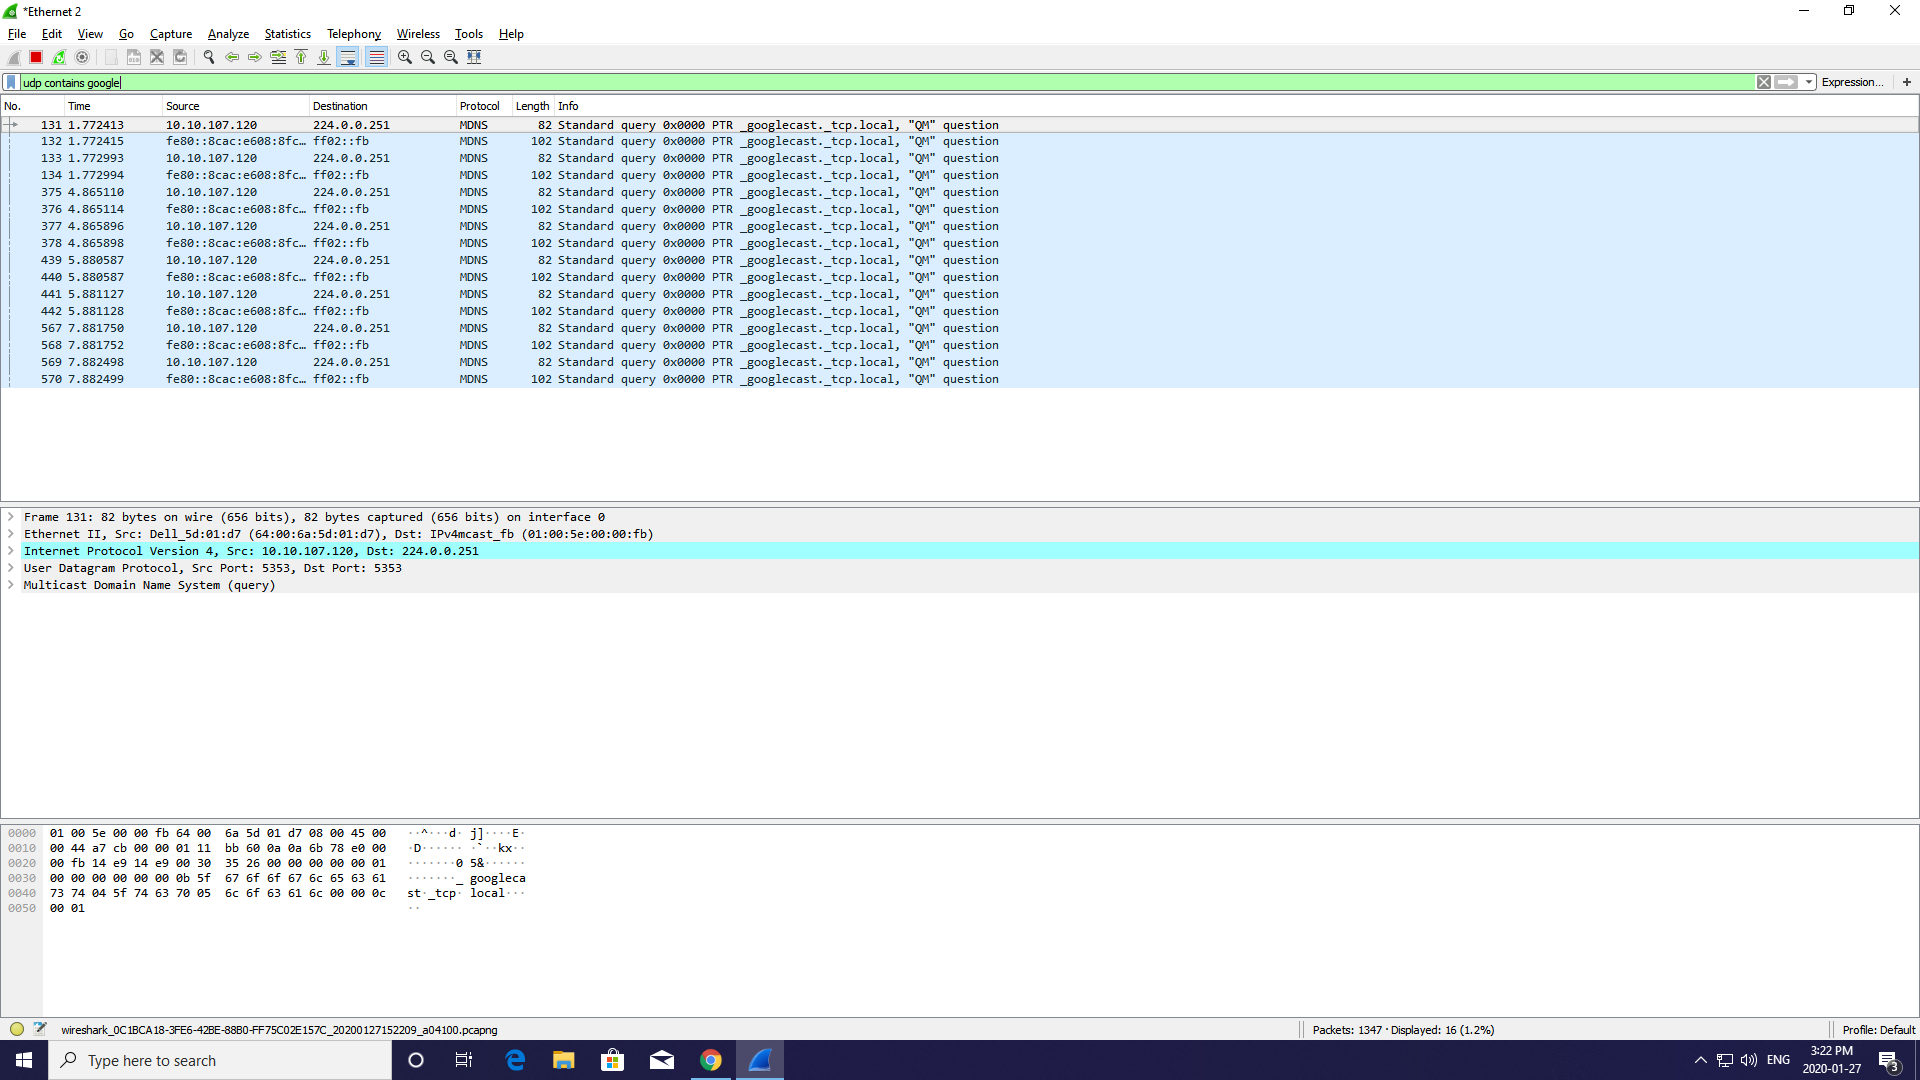 *Ethernet 2
File Edit View Go Capture Analyze Statistics Telephony Wireless Tools Help
udp contains google
Expression... +
No. Time Source Destination Protocol Length Info
131 1.772413 10.10.107.120 224.0.0.251 MDNS 82 Standard query 0x0000 PTR _googlecast._tcp.local, "QM" question
132 1.772415 fe80::8cac:e608:8fc… ff02::fb MDNS 102 Standard query 0x0000 PTR _googlecast._tcp.local, "QM" question
133 1.772993 10.10.107.120 224.0.0.251 MDNS 82 Standard query 0x0000 PTR _googlecast._tcp.local, "QM" question
134 1.772994 fe80::8cac:e608:8fc… ff02::fb MDNS 102 Standard query 0x0000 PTR _googlecast._tcp.local, "QM" question
375 4.865110 10.10.107.120 224.0.0.251 MDNS 82 Standard query 0x0000 PTR _googlecast._tcp.local, "QM" question
376 4.865114 fe80::8cac:e608:8fc… ff02::fb MDNS 102 Standard query 0x0000 PTR _googlecast._tcp.local, "QM" question
377 4.865896 10.10.107.120 224.0.0.251 MDNS 82 Standard query 0x0000 PTR _googlecast._tcp.local, "QM" question
378 4.865898 fe80::8cac:e608:8fc… ff02::fb MDNS 102 Standard query 0x0000 PTR _googlecast._tcp.local, "QM" question
439 5.880587 10.10.107.120 224.0.0.251 MDNS 82 Standard query 0x0000 PTR _googlecast._tcp.local, "QM" question
440 5.880587 fe80::8cac:e608:8fc… ff02::fb MDNS 102 Standard query 0x0000 PTR _googlecast._tcp.local, "QM" question
441 5.881127 10.10.107.120 224.0.0.251 MDNS 82 Standard query 0x0000 PTR _googlecast._tcp.local, "QM" question
442 5.881128 fe80::8cac:e608:8fc… ff02::fb MDNS 102 Standard query 0x0000 PTR _googlecast._tcp.local, "QM" question
567 7.881750 10.10.107.120 224.0.0.251 MDNS 82 Standard query 0x0000 PTR _googlecast._tcp.local, "QM" question
568 7.881752 fe80::8cac:e608:8fc… ff02::fb MDNS 102 Standard query 0x0000 PTR _googlecast._tcp.local, "QM" question
569 7.882498 10.10.107.120 224.0.0.251 MDNS 82 Standard query 0x0000 PTR _googlecast._tcp.local, "QM" question
570 7.882499 fe80::8cac:e608:8fc… ff02::fb MDNS 102 Standard query 0x0000 PTR _googlecast._tcp.local, "QM" question
Frame 131: 82 bytes on wire (656 bits), 82 bytes captured (656 bits) on interface 0
Ethernet II, Src: Dell_5d:01:d7 (64:00:6a:5d:01:d7), Dst: IPv4mcast_fb (01:00:5e:00:00:fb)
Internet Protocol Version 4, Src: 10.10.107.120, Dst: 224.0.0.251
User Datagram Protocol, Src Port: 5353, Dst Port: 5353
Multicast Domain Name System (query)
0000 01 00 5e 00 00 fb 64 00 6a 5d 01 d7 08 00 45 00 ··^···d· j]····E·
0010 00 44 a7 cb 00 00 01 11 bb 60 0a 0a 6b 78 e0 00 ·D······ ·`··kx··
0020 00 fb 14 e9 14 e9 00 30 35 26 00 00 00 00 00 01 ·······0 5&······
0030 00 00 00 00 00 00 0b 5f 67 6f 6f 67 6c 65 63 61 ·······_ googleca
0040 73 74 04 5f 74 63 70 05 6c 6f 63 61 6c 00 00 0c st·_tcp· local···
0050 00 01 ··
wireshark_0C1BCA18-3FE6-42BE-88B0-FF75C02E157C_20200127152209_a04100.pcapng
Packets: 1347 · Displayed: 16 (1.2%)
Profile: Default
Type here to search
ENG
3:22 PM
2020-01-27
3